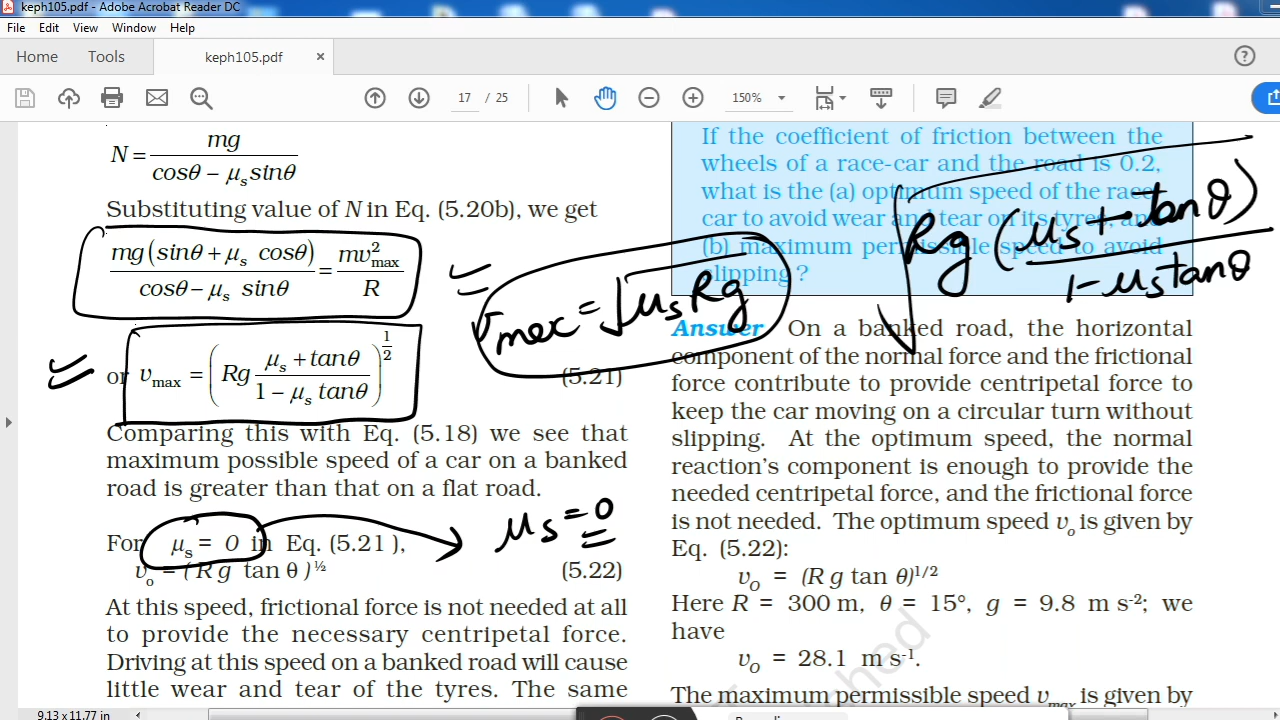 keph105.pdf - Adobe Acrobat Reader DC
File Edit View Window Help
Home Tools keph105.pdf ×
17 / 25 150%
N = mg / (cosθ – μₛsinθ)
Substituting value of N in Eq. (5.20b), we get
mg(sinθ + μₛ cosθ) / (cosθ – μₛ sinθ) = mv²max / R
or υmax = (Rg (μₛ + tanθ) / (1 – μₛ tanθ))^½ (5.21)
Comparing this with Eq. (5.18) we see that
maximum possible speed of a car on a banked
road is greater than that on a flat road.
For μₛ = 0 in Eq. (5.21 ),
υₒ = ( R g tan θ )^½ (5.22)
At this speed, frictional force is not needed at all
to provide the necessary centripetal force.
Driving at this speed on a banked road will cause
little wear and tear of the tyres. The same
vmax = √μsRg
μs = 0
If the coefficient of friction between the
wheels of a race-car and the road is 0.2,
what is the (a) optimum speed of the race-
car to avoid wear and tear on its tyres, and
(b) maximum permissible speed to avoid
slipping ?
√Rg (μs + tanθ / 1 - μs tanθ)
Answer On a banked road, the horizontal
component of the normal force and the frictional
force contribute to provide centripetal force to
keep the car moving on a circular turn without
slipping. At the optimum speed, the normal
reaction’s component is enough to provide the
needed centripetal force, and the frictional force
is not needed. The optimum speed υₒ is given by
Eq. (5.22):
υO = (R g tan θ)^1/2
Here R = 300 m, θ = 15°, g = 9.8 m s⁻²; we
have
υO = 28.1 m s⁻¹.
The maximum permissible speed υmax is given by
9.13 x 11.77 in